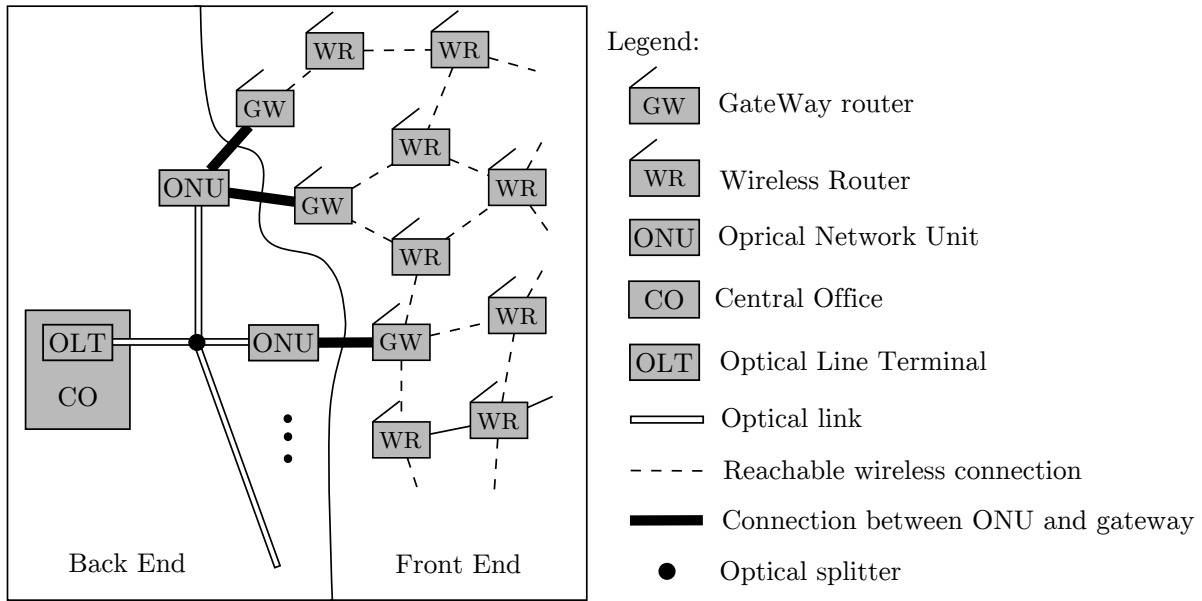 WR
WR
GW
WR
ONU
WR
GW
WR
WR
OLT
ONU
GW
CO
WR
WR
Back End
Front End
Legend:
GW GateWay router
WR Wireless Router
ONU Oprical Network Unit
CO Central Office
OLT Optical Line Terminal
Optical link
Reachable wireless connection
Connection between ONU and gateway
Optical splitter